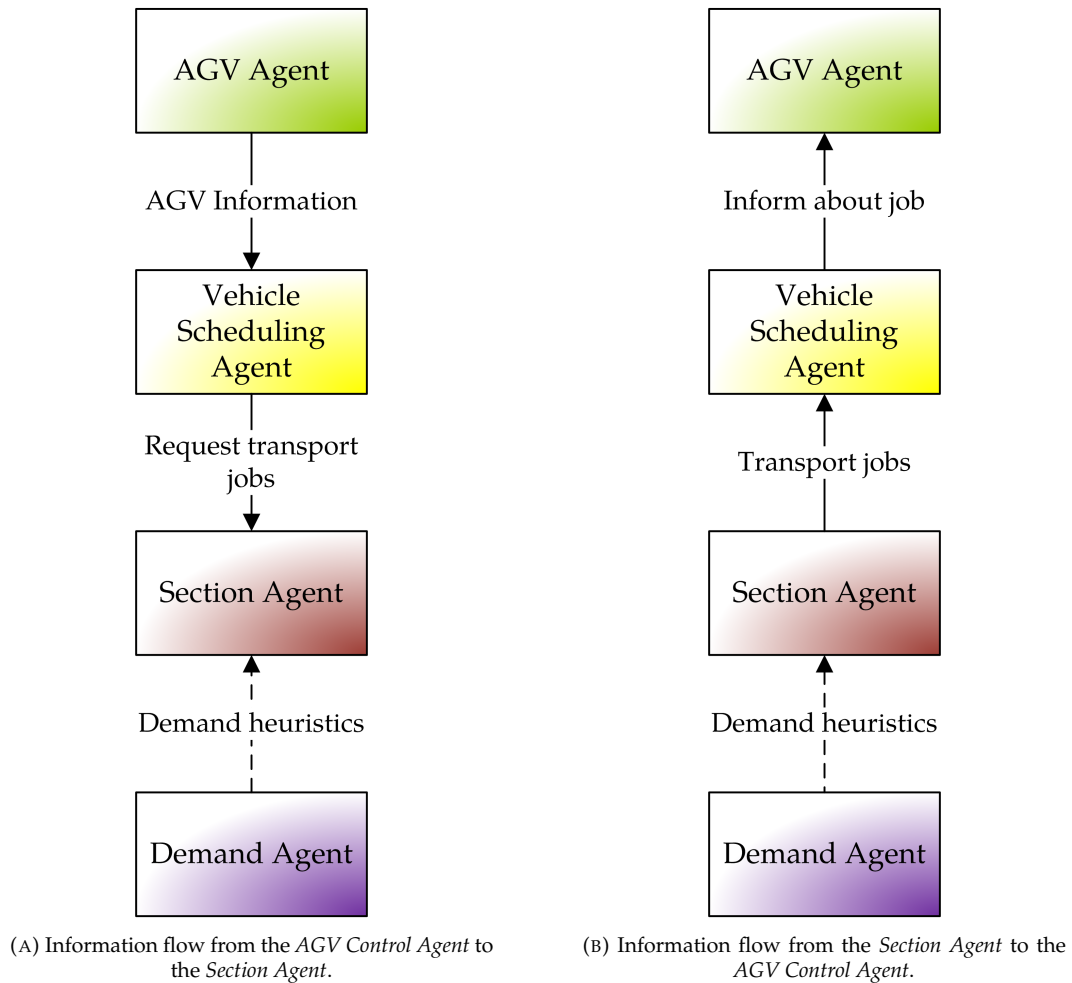 AGV Agent
AGV Information
Vehicle
Scheduling
Agent
Request transport
jobs
Section Agent
Demand heuristics
Demand Agent
(A) Information flow from the AGV Control Agent to
the Section Agent.
AGV Agent
Inform about job
Vehicle
Scheduling
Agent
Transport jobs
Section Agent
Demand heuristics
Demand Agent
(B) Information flow from the Section Agent to the
AGV Control Agent.